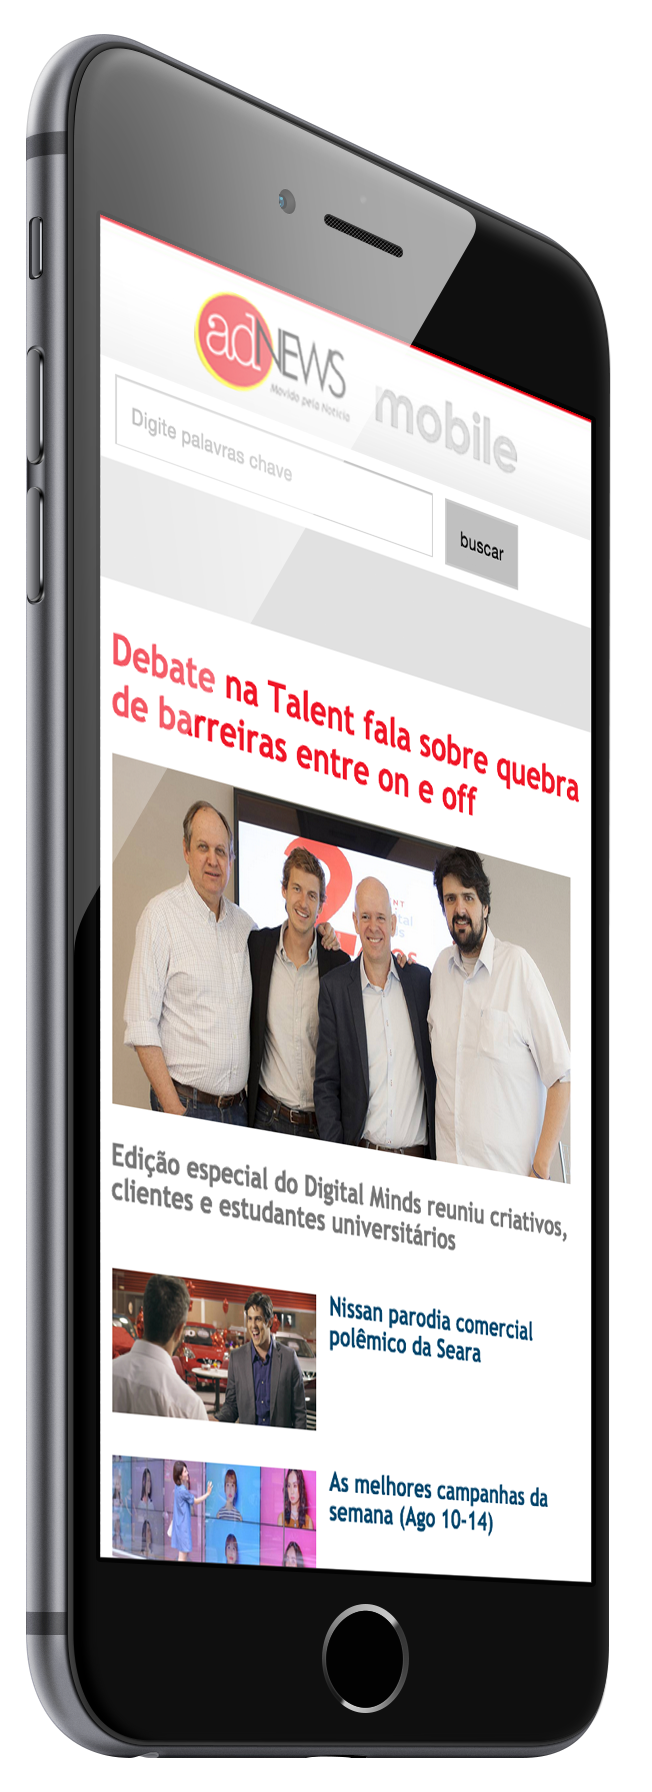 adNEWS
Movido pela Notícia
mobile
Digite palavras chave
buscar
Debate na Talent fala sobre quebra
de barreiras entre on e off
2
Edição especial do Digital Minds reuniu criativos,
clientes e estudantes universitários
Nissan parodia comercial
polêmico da Seara
As melhores campanhas da
semana (Ago 10-14)